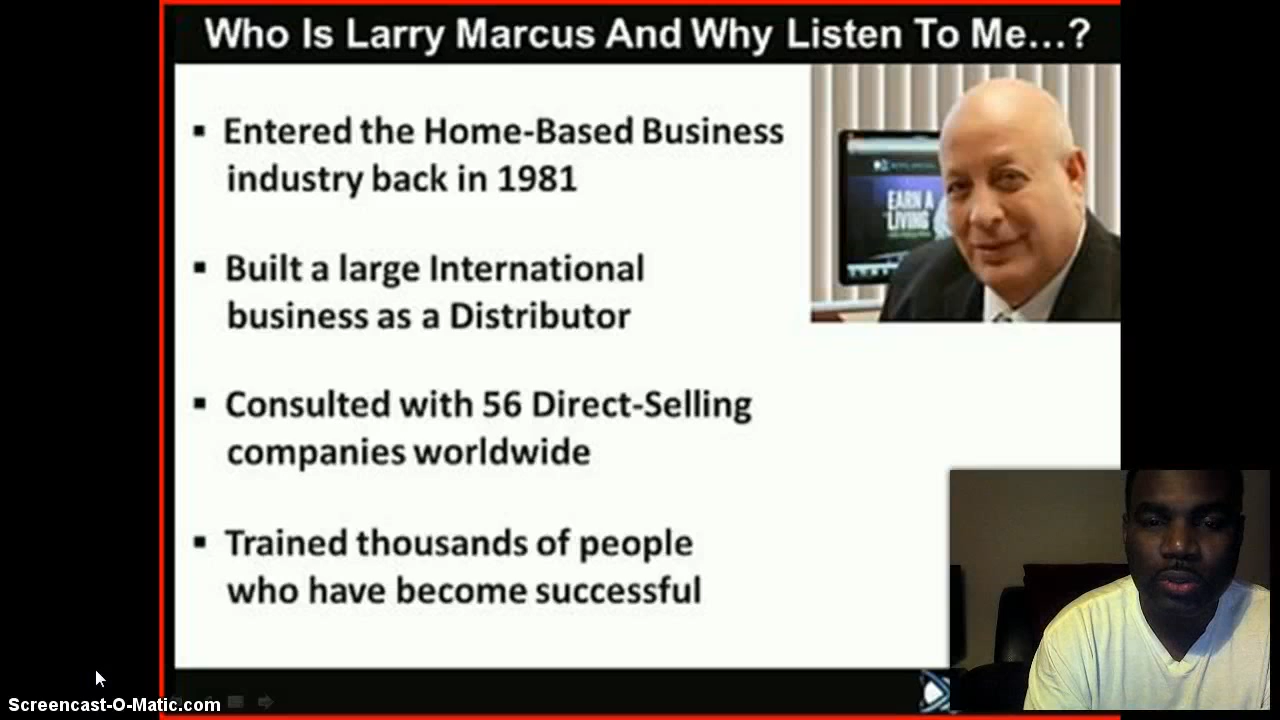 Who Is Larry Marcus And Why Listen To Me...?
▪ Entered the Home-Based Business
industry back in 1981
EARN A
LIVING
▪ Built a large International
business as a Distributor
▪ Consulted with 56 Direct-Selling
companies worldwide
▪ Trained thousands of people
who have become successful
Screencast-O-Matic.com